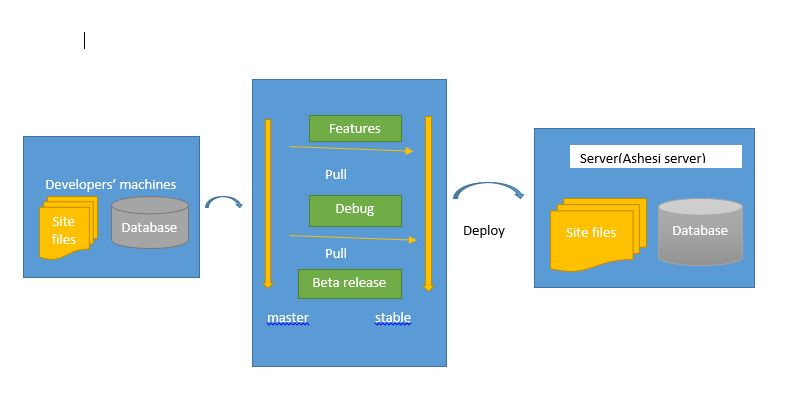 Developers’ machines
Site
files
Database
Features
Pull
Debug
Pull
Beta release
master
stable
Deploy
Server(Ashesi server)
Site files
Database